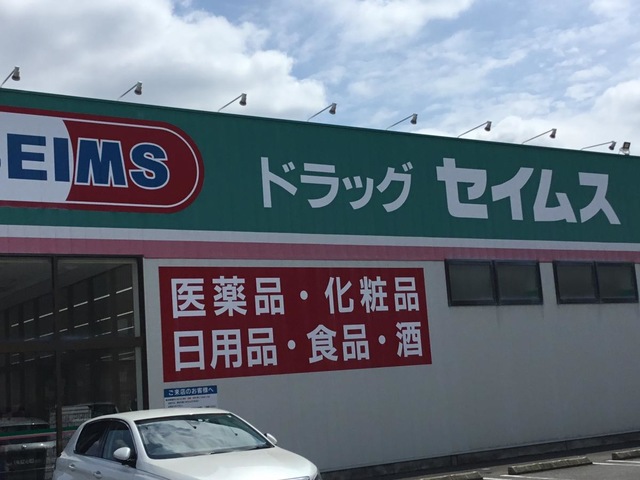 SEIMS
ドラッグ セイムス
医薬品・化粧品
日用品・食品・酒
ご来店のお客様へ